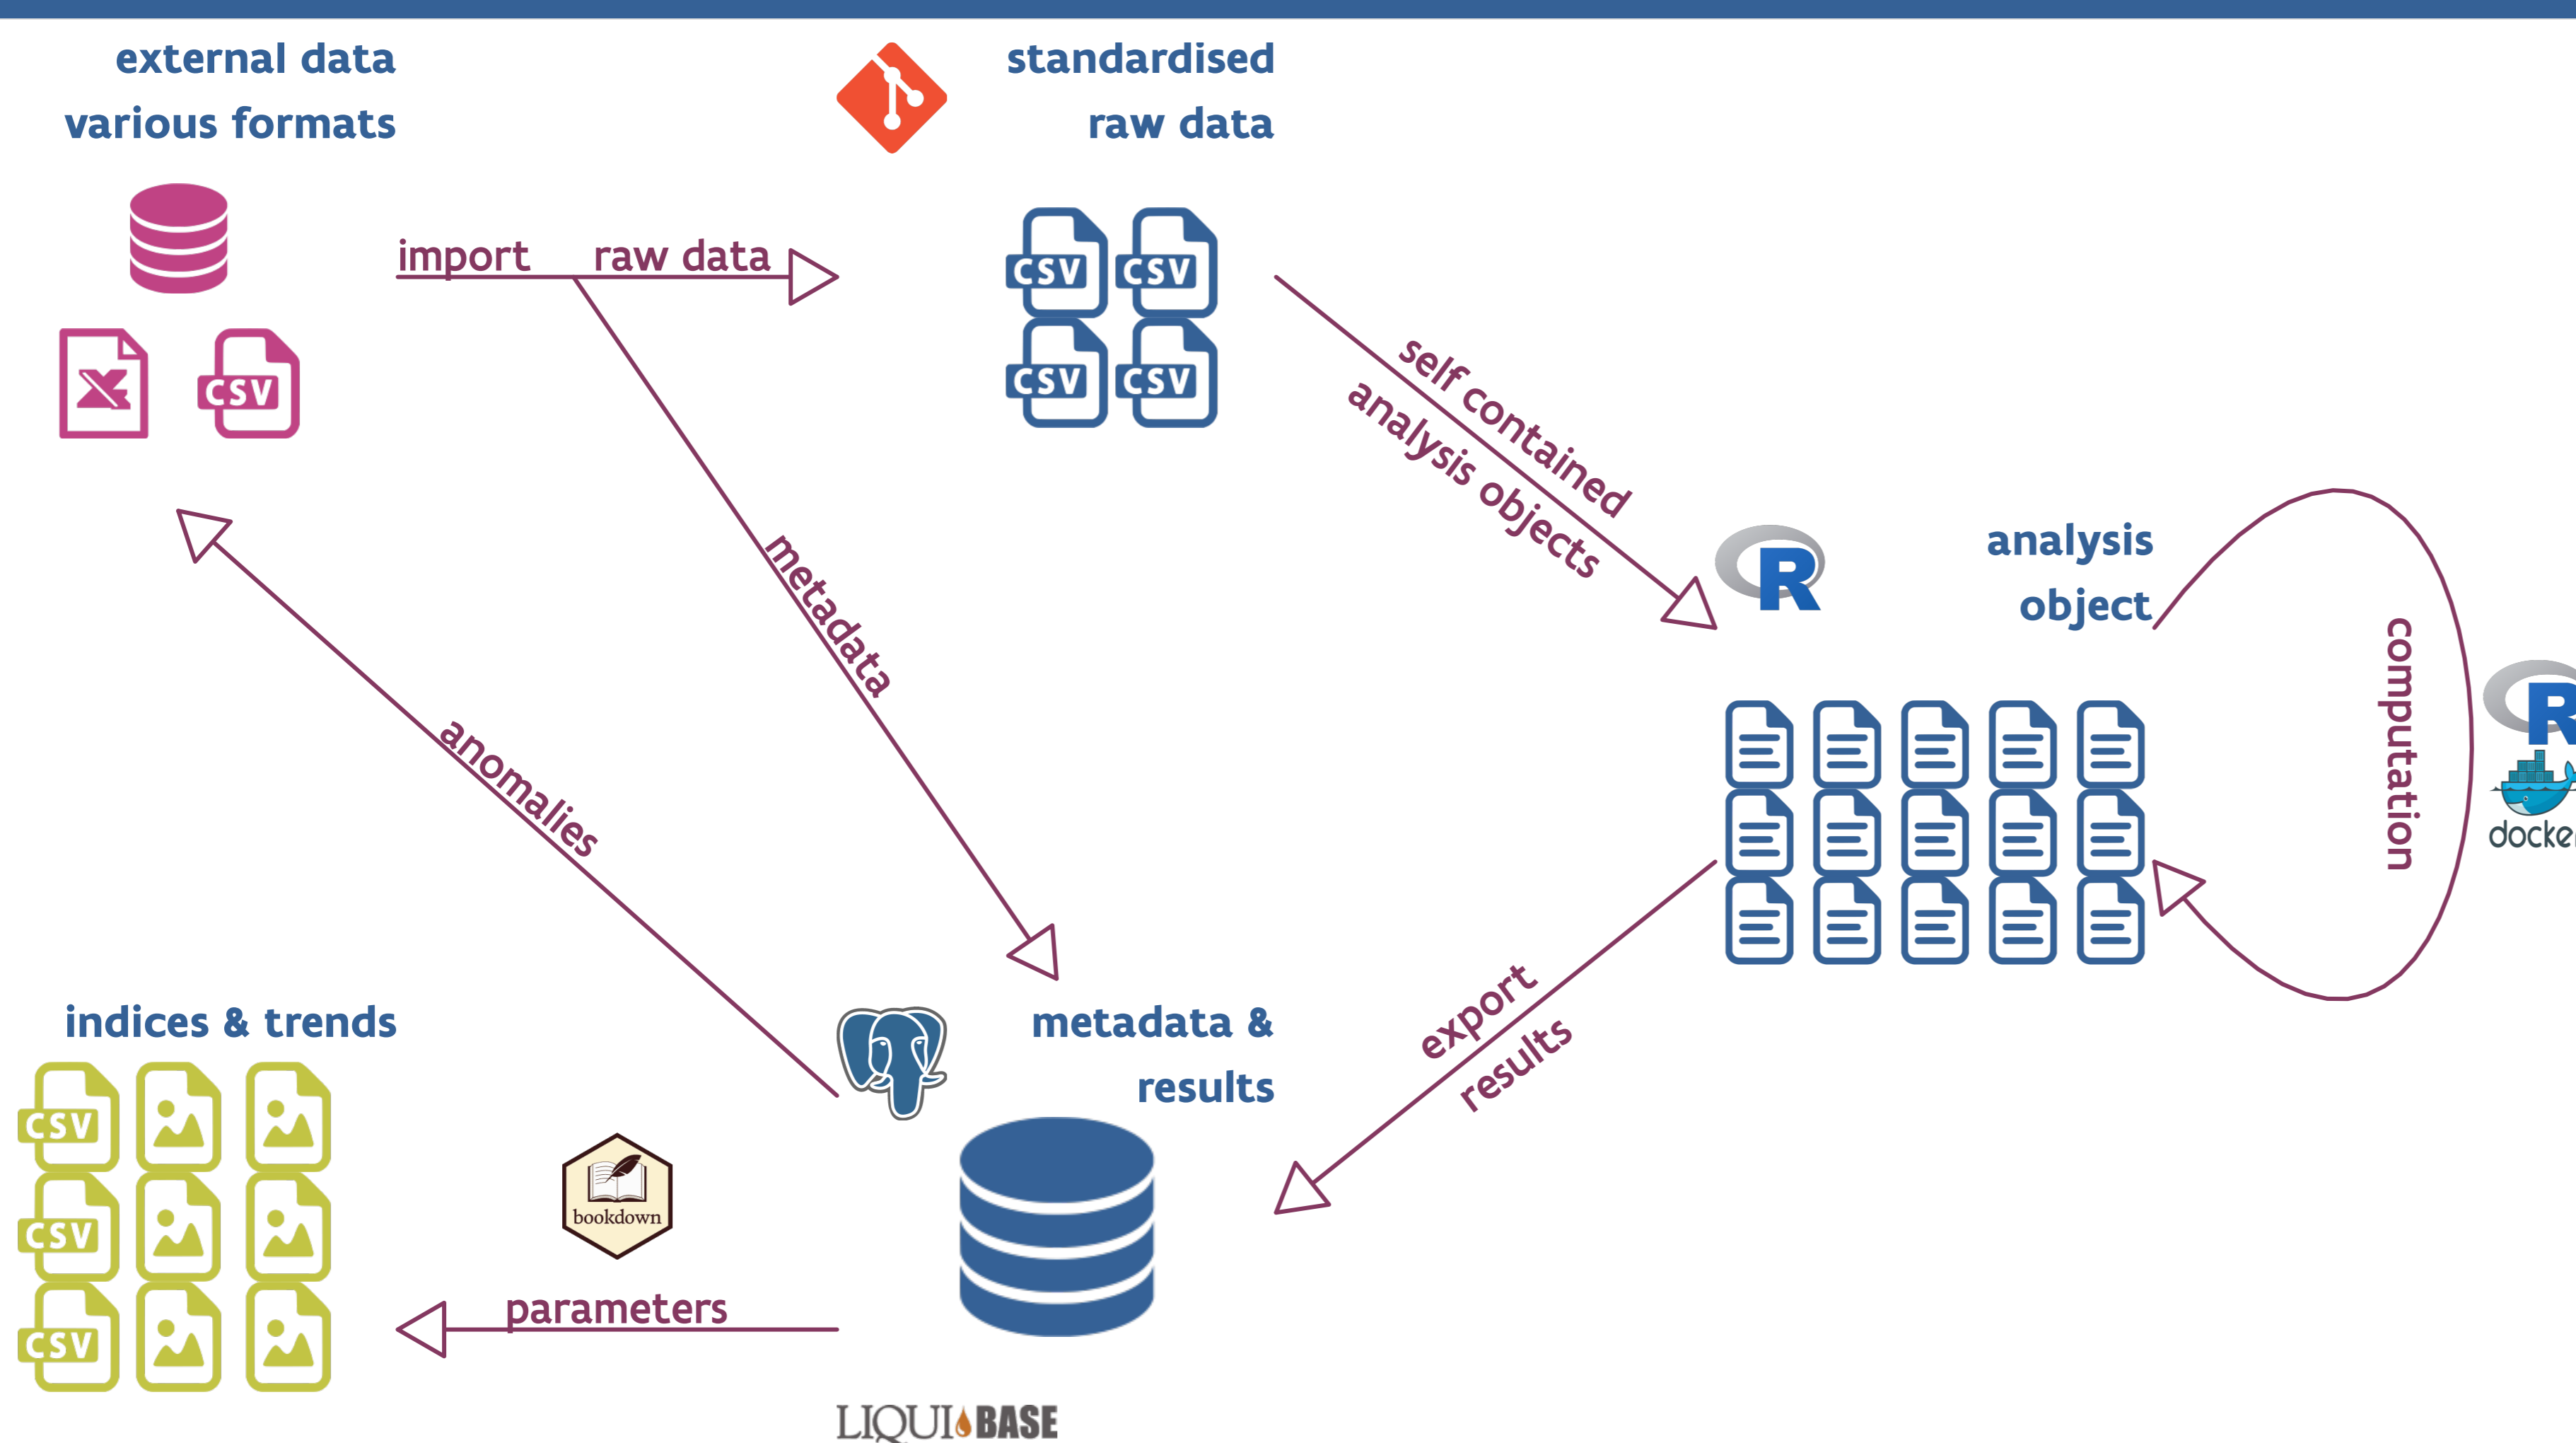 external data
various formats
standardised
raw data
import
raw data
CSV
CSV
CSV
CSV
CSV
self contained
analysis objects
metadata
anomalies
R
analysis
object
computation
R
docke
export
results
metadata &
results
indices & trends
CSV
CSV
CSV
bookdown
parameters
LIQUIBASE